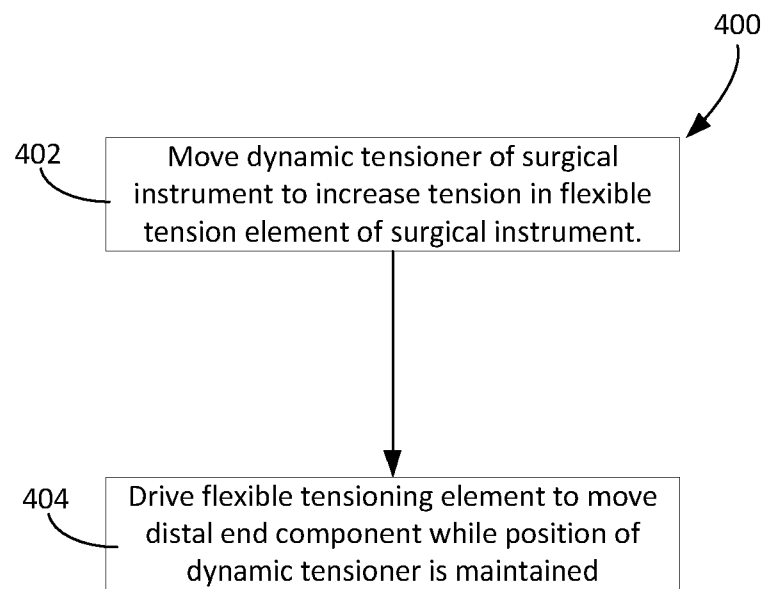 400
402
Move dynamic tensioner of surgical
instrument to increase tension in flexible
tension element of surgical instrument.
404
Drive flexible tensioning element to move
distal end component while position of
dynamic tensioner is maintained